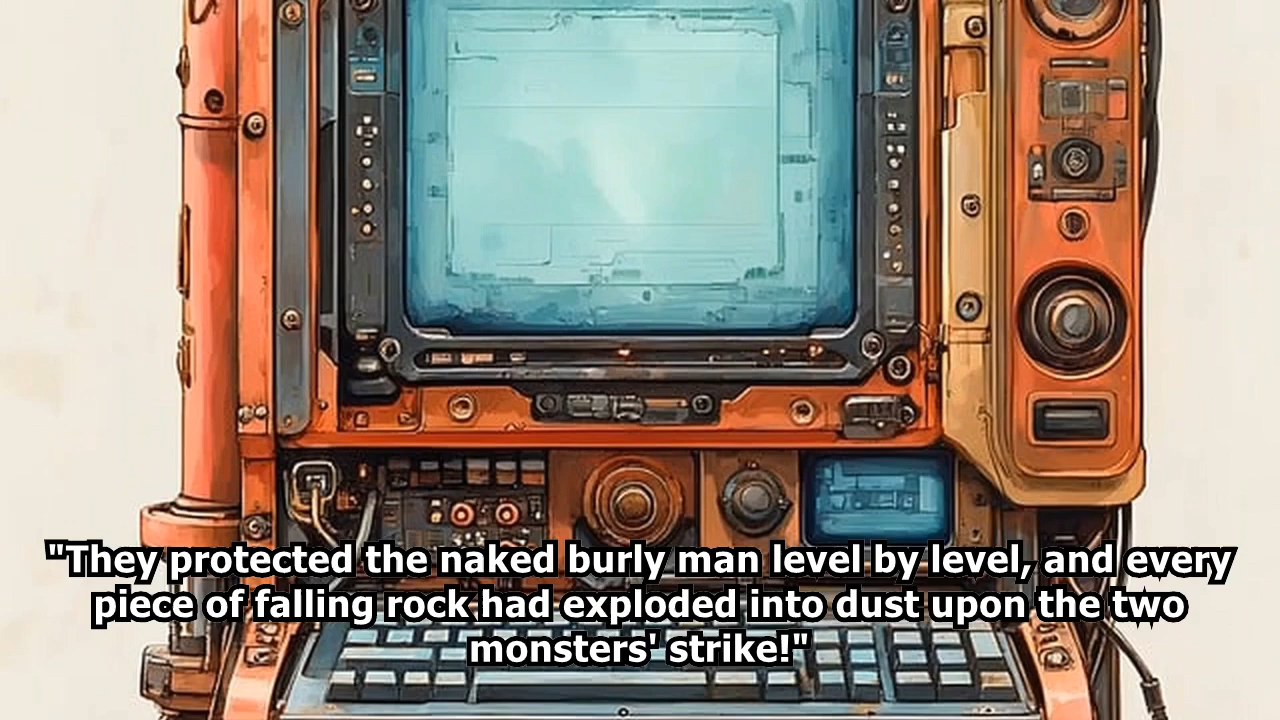 "They protected the naked burly man level by level, and every
piece of falling rock had exploded into dust upon the two
monsters' strike!"